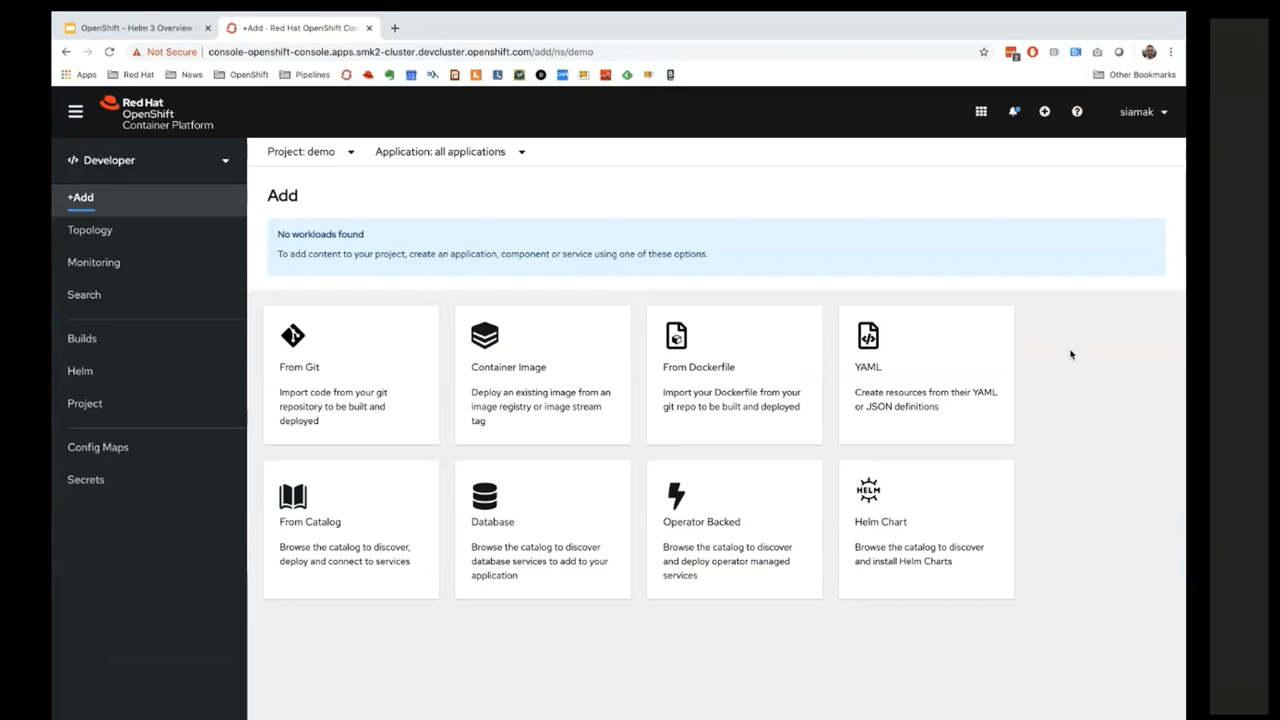 OpenShift - Helm 3 Overview
+Add - Red Hat OpenShift Con
Not Secure
console-openshift-console.apps.smk2-cluster.devcluster.openshift.com/add/ns/demo
Apps
Red Hat
News
OpenShift
Pipelines
Other Bookmarks
Red Hat
OpenShift
Container Platform
siamak
Developer
Project: demo
Application: all applications
+Add
Topology
Monitoring
Search
Builds
Helm
Project
Config Maps
Secrets
Add
No workloads found
To add content to your project, create an application, component or service using one of these options.
From Git
Import code from your git
repository to be built and
deployed
Container Image
Deploy an existing image from an
image registry or image stream
tag
From Dockerfile
Import your Dockerfile from your
git repo to be built and deployed
YAML
Create resources from their YAML
or JSON definitions
From Catalog
Browse the catalog to discover,
deploy and connect to services
Database
Browse the catalog to discover
database services to add to your
application
Operator Backed
Browse the catalog to discover
and deploy operator managed
services
HELM
Helm Chart
Browse the catalog to discover
and install Helm Charts